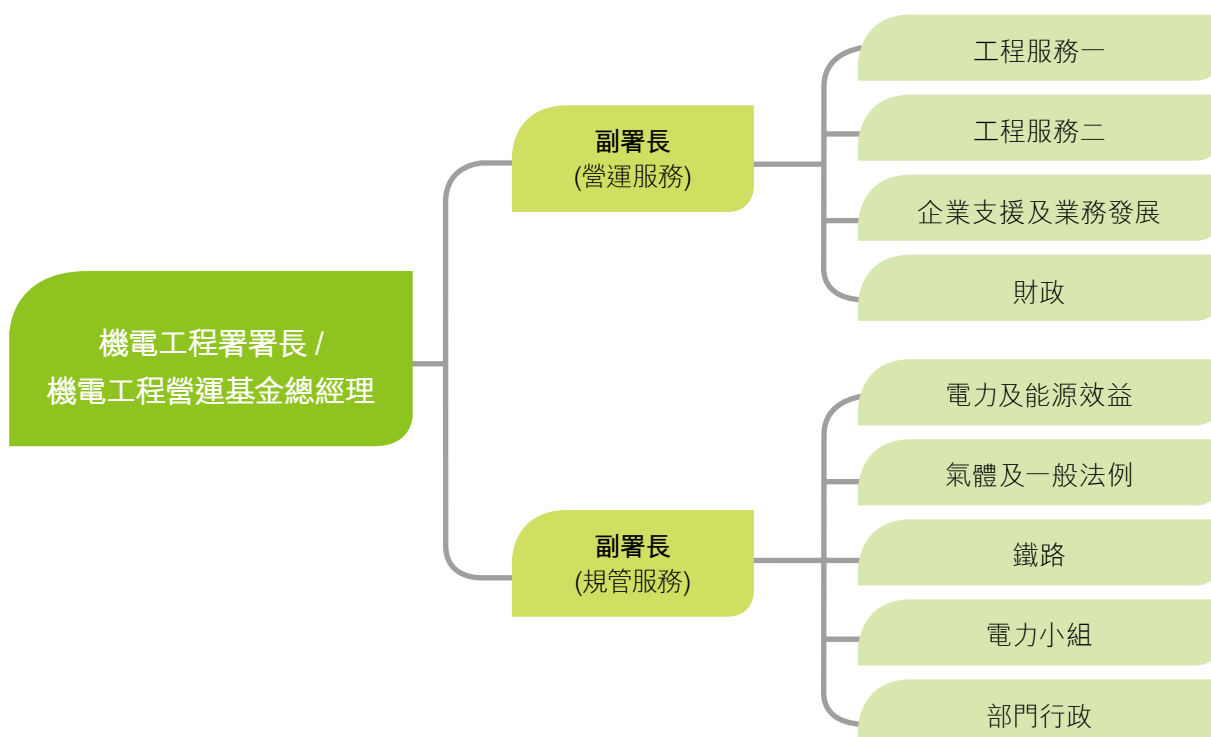 機電工程署署長 /
機電工程營運基金總經理
副署長
(營運服務)
工程服務一
工程服務二
企業支援及業務發展
財政
副署長
(規管服務)
電力及能源效益
氣體及一般法例
鐵路
電力小組
部門行政